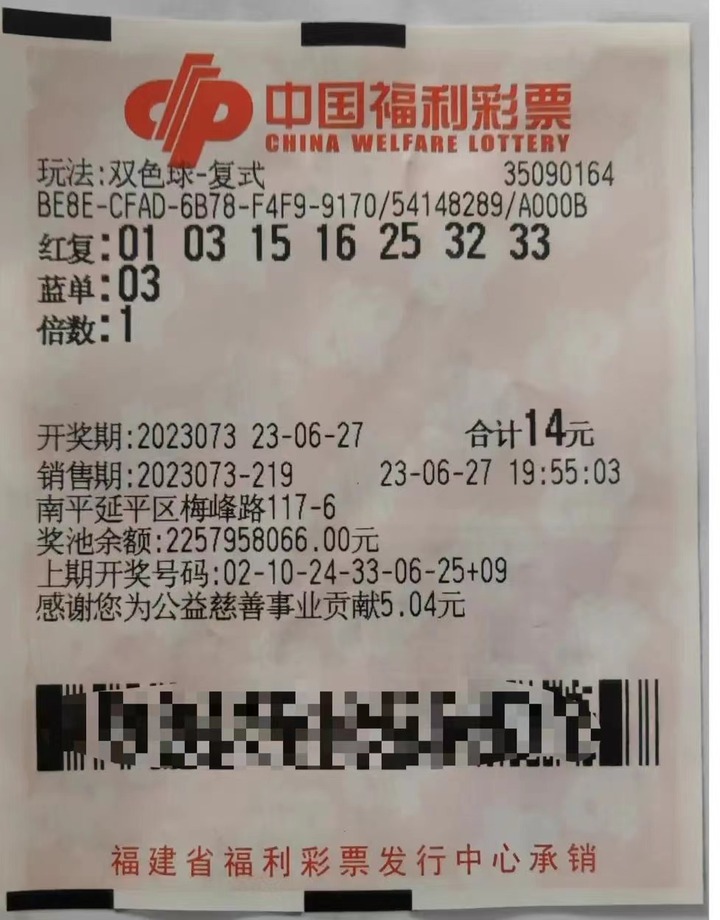 中国福利彩票
CHINA WELFARE LOTTERY
玩法:双色球-复式 35090164
BE8E-CFAD-6B78-F4F9-9170/54148289/A000B
红复:01 03 15 16 25 32 33
蓝单:03
倍数:1
开奖期:2023073 23-06-27 合计14元
销售期:2023073-219 23-06-27 19:55:03
南平延平区梅峰路117-6
奖池余额:2257958066.00元
上期开奖号码:02-10-24-33-06-25+09
感谢您为公益慈善事业贡献5.04元
福建省福利彩票发行中心承销